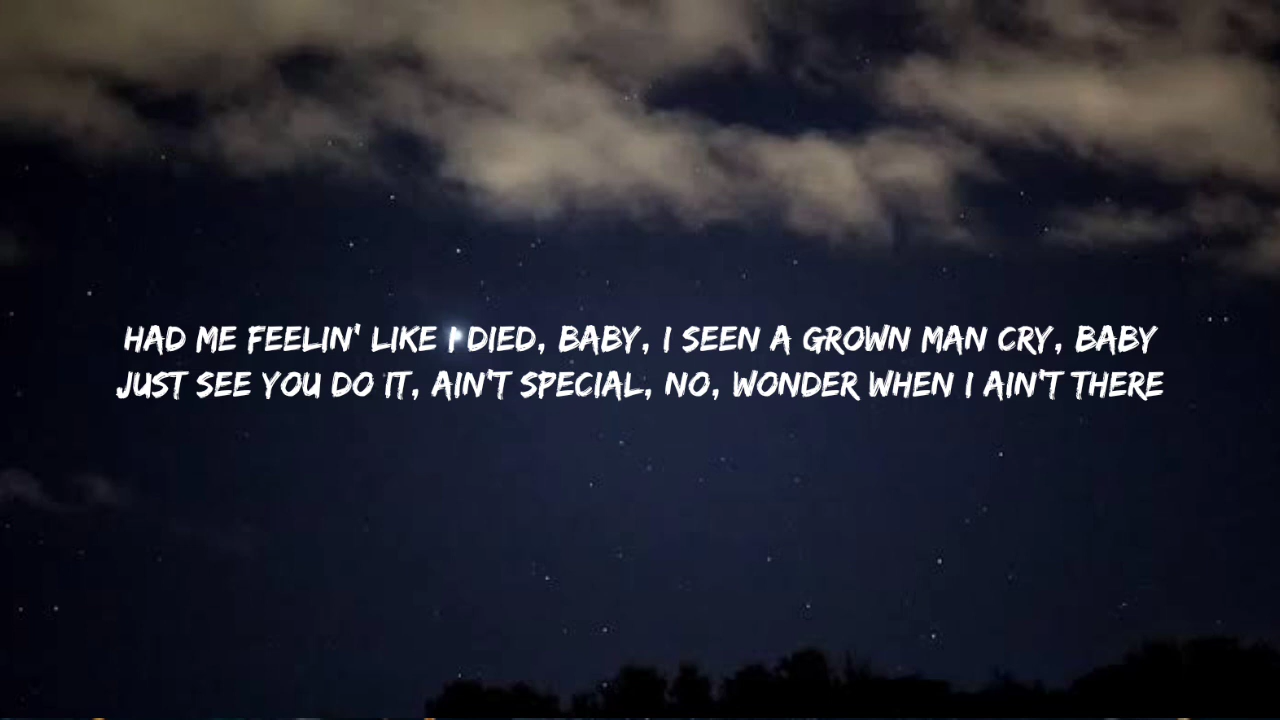 HAD ME FEELIN' LIKE I DIED, BABY, I SEEN A GROWN MAN CRY, BABY
JUST SEE YOU DO IT, AIN'T SPECIAL, NO, WONDER WHEN I AIN'T THERE